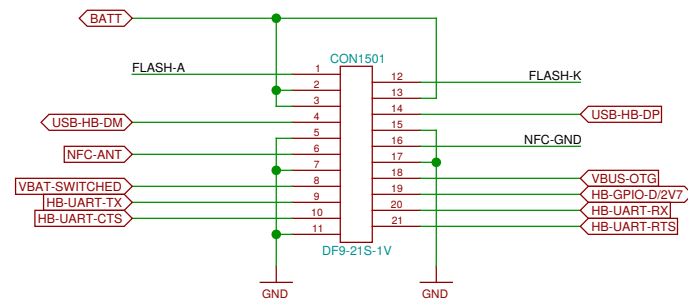 BATT
CON1501
FLASH-A 1 12 FLASH-K
2 13
3 14 USB-HB-DP
USB-HB-DM 4 15
5 16 NFC-GND
NFC-ANT 6 17
7 18 VBUS-OTG
VBAT-SWITCHED 8 19 HB-GPIO-D/2V7
HB-UART-TX 9 20 HB-UART-RX
HB-UART-CTS 10 21 HB-UART-RTS
11
DF9-21S-1V
GND GND